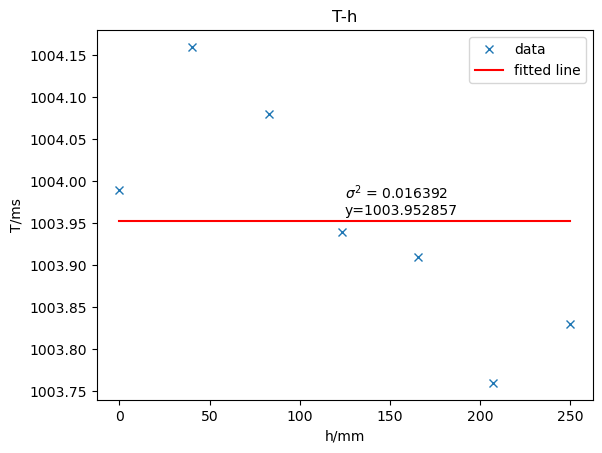 T-h
1004.15
1004.10
1004.05
1004.00
1003.95
1003.90
1003.85
1003.80
1003.75
T/ms
data
fitted line
σ² = 0.016392
y=1003.952857
0 50 100 150 200 250
h/mm